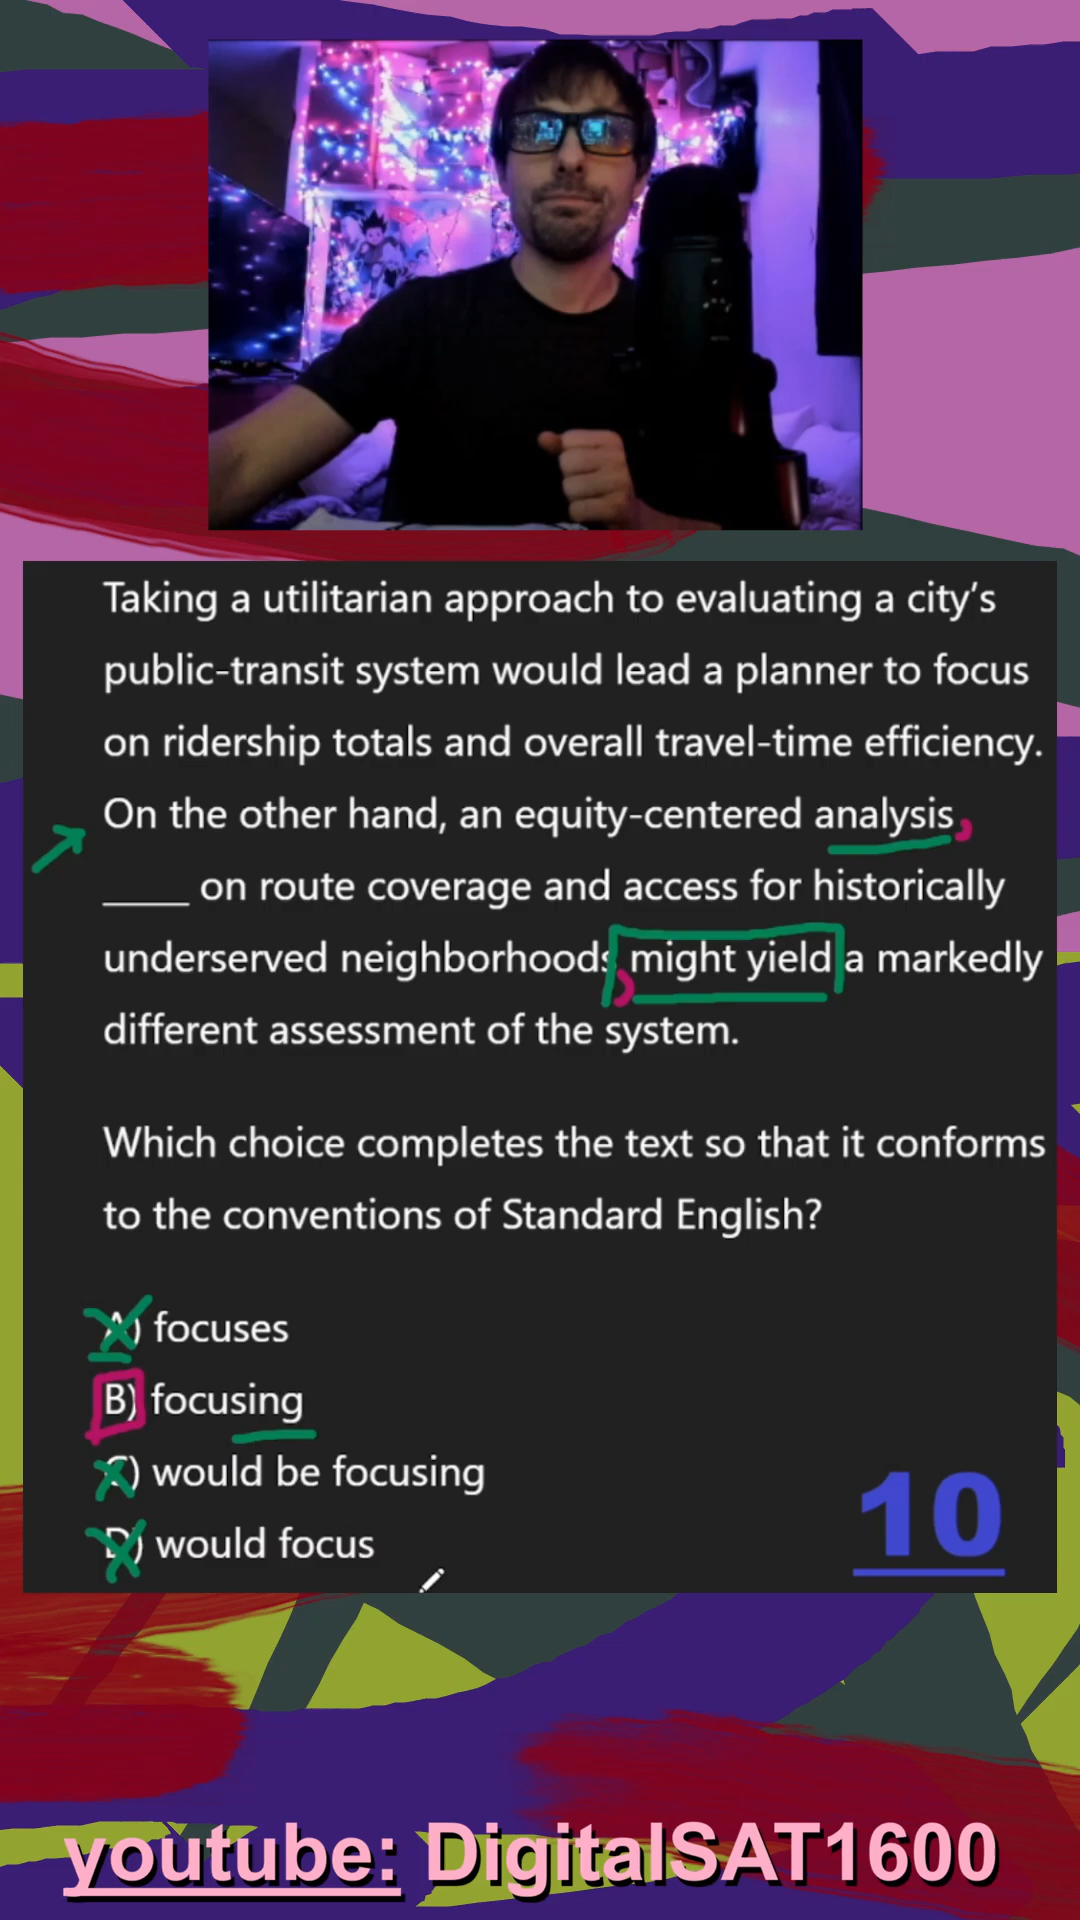 Taking a utilitarian approach to evaluating a city's
public-transit system would lead a planner to focus
on ridership totals and overall travel-time efficiency.
On the other hand, an equity-centered analysis,
_____ on route coverage and access for historically
underserved neighborhoods, might yield a markedly
different assessment of the system.
Which choice completes the text so that it conforms
to the conventions of Standard English?
A) focuses
B) focusing
C) would be focusing
D) would focus
10
youtube: DigitalSAT1600